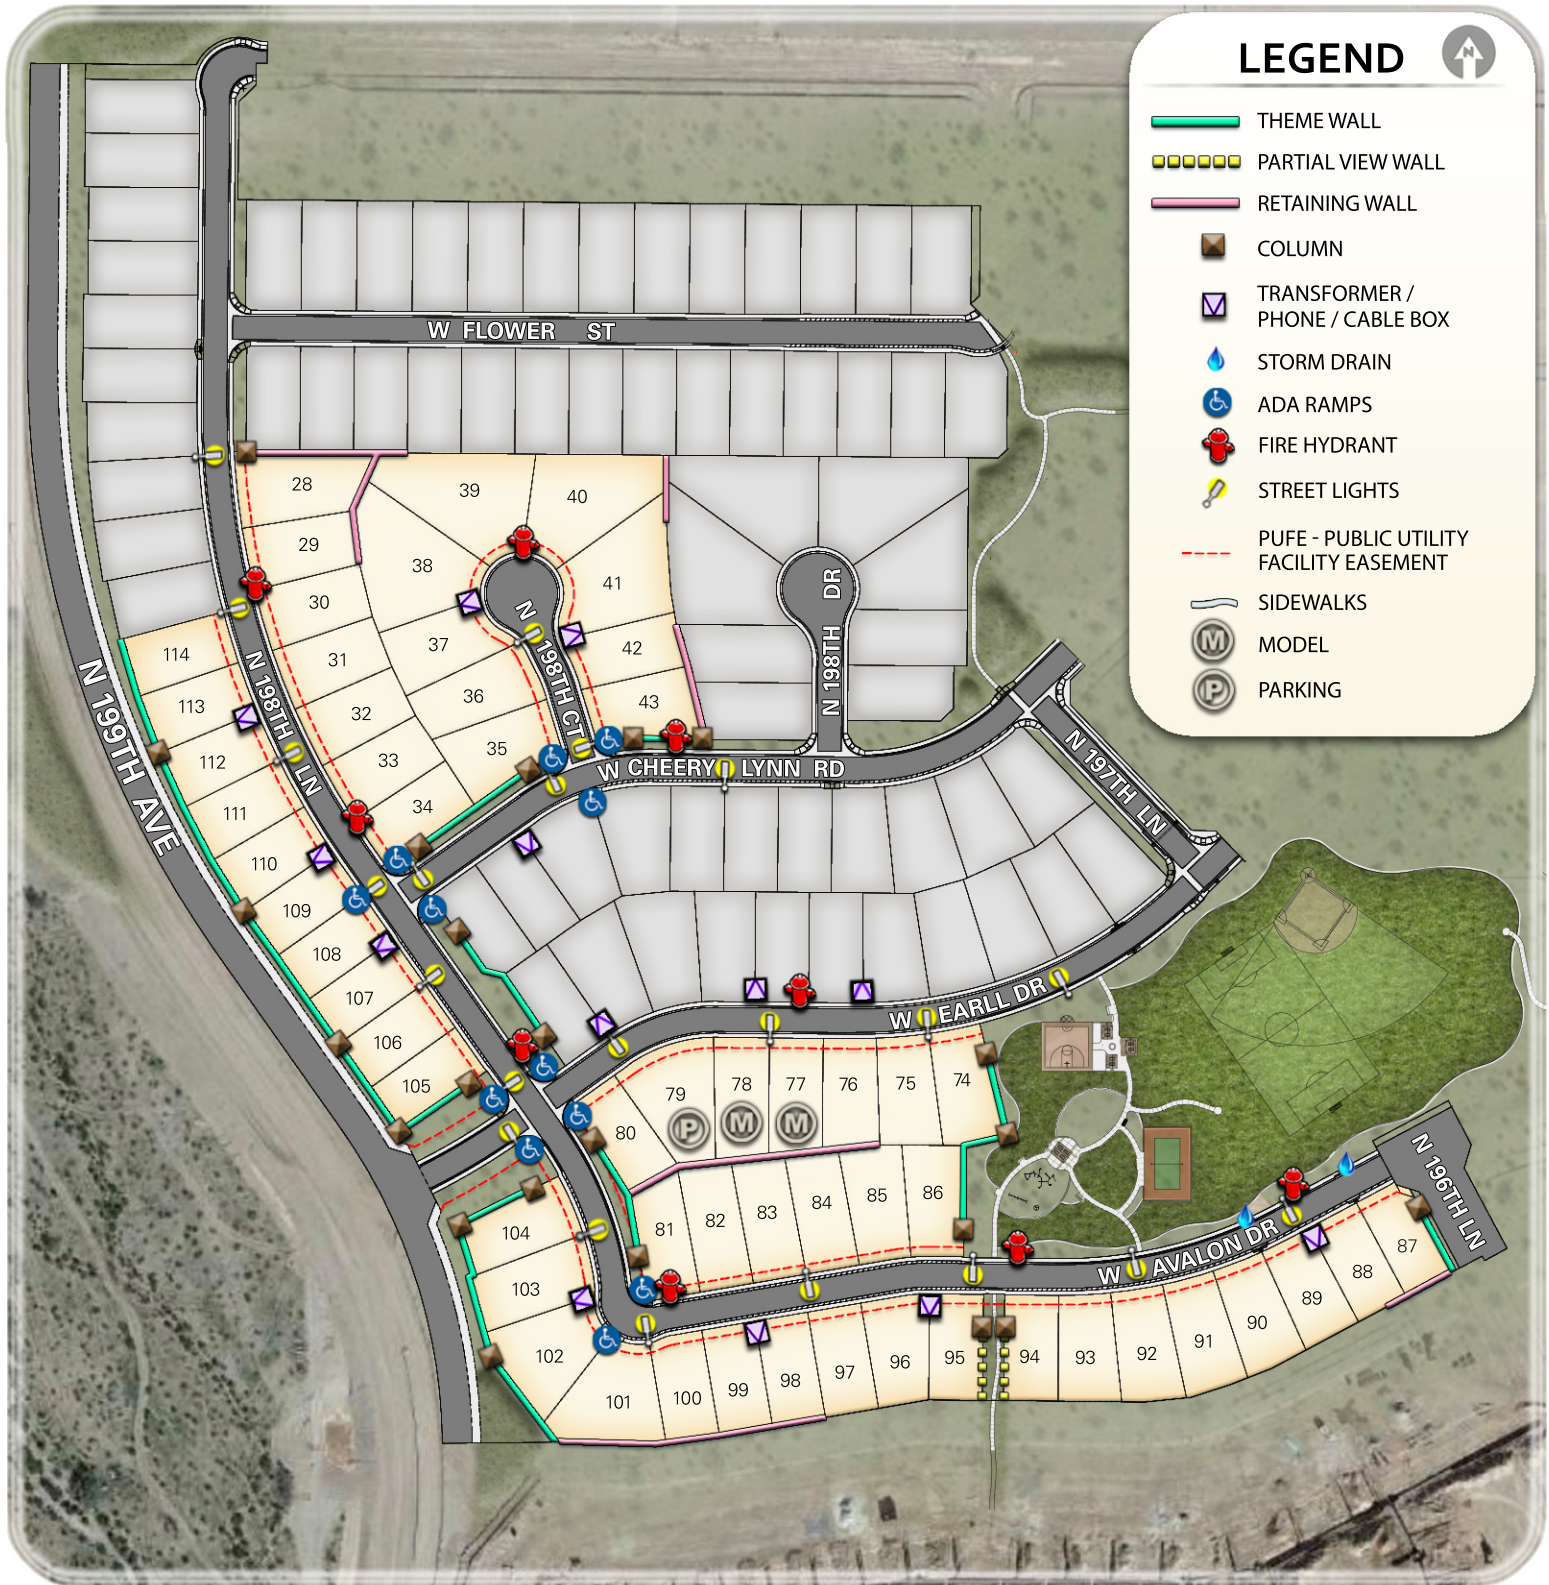 LEGEND
N
THEME WALL
PARTIAL VIEW WALL
RETAINING WALL
COLUMN
TRANSFORMER /
PHONE / CABLE BOX
STORM DRAIN
ADA RAMPS
FIRE HYDRANT
STREET LIGHTS
PUFE - PUBLIC UTILITY
FACILITY EASEMENT
SIDEWALKS
M MODEL
P PARKING
W FLOWER ST
28
39
40
29
38
41
30
N 198TH DR
37
42
114
31
36
43
113
32
35
112
33
111
34
110
109
108
107
106
105
N 199TH AVE
N 198TH LN
N 198TH CT
W CHEERY LYNN RD
N 197TH LN
W EARLL DR
79
78
77
76
75
74
P
M
M
80
81
82
83
84
85
86
N 196TH LN
W AVALON DR
104
103
102
101
100
99
98
97
96
95
94
93
92
91
90
89
88
87